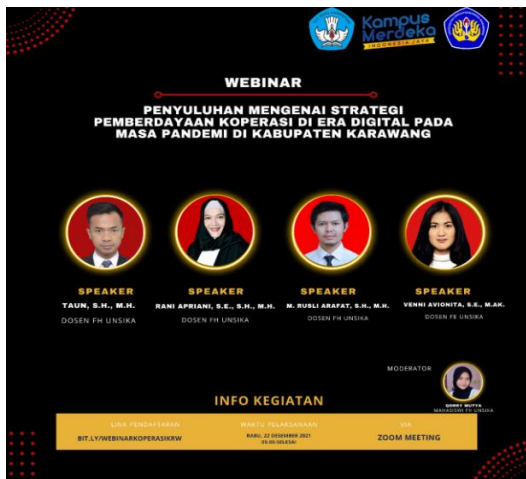 Kampus
Merdeka
INDONESIA JAYA
WEBINAR
PENYULUHAN MENGENAI STRATEGI
PEMBERDAYAAN KOPERASI DI ERA DIGITAL PADA
MASA PANDEMI DI KABUPATEN KARAWANG
SPEAKER
TAUN, S.H., M.H.
DOSEN FH UNSIKA
SPEAKER
RANI APRIANI, S.E., S.H., M.H.
DOSEN FH UNSIKA
SPEAKER
M. RUSLI ARAFAT, S.H., M.H.
DOSEN FH UNSIKA
SPEAKER
VENNI AVIONITA, S.E., M.AK.
DOSEN FE UNSIKA
MODERATOR
MUTYA
MAHASISWI FH UNSIKA
INFO KEGIATAN
LINK PENDAFTARAN
BIT.LY/WEBINARKOPERASIKRW
WAKTU PELAKSANAAN
RABU, 22 DESEMBER 2021
VIA
ZOOM MEETING